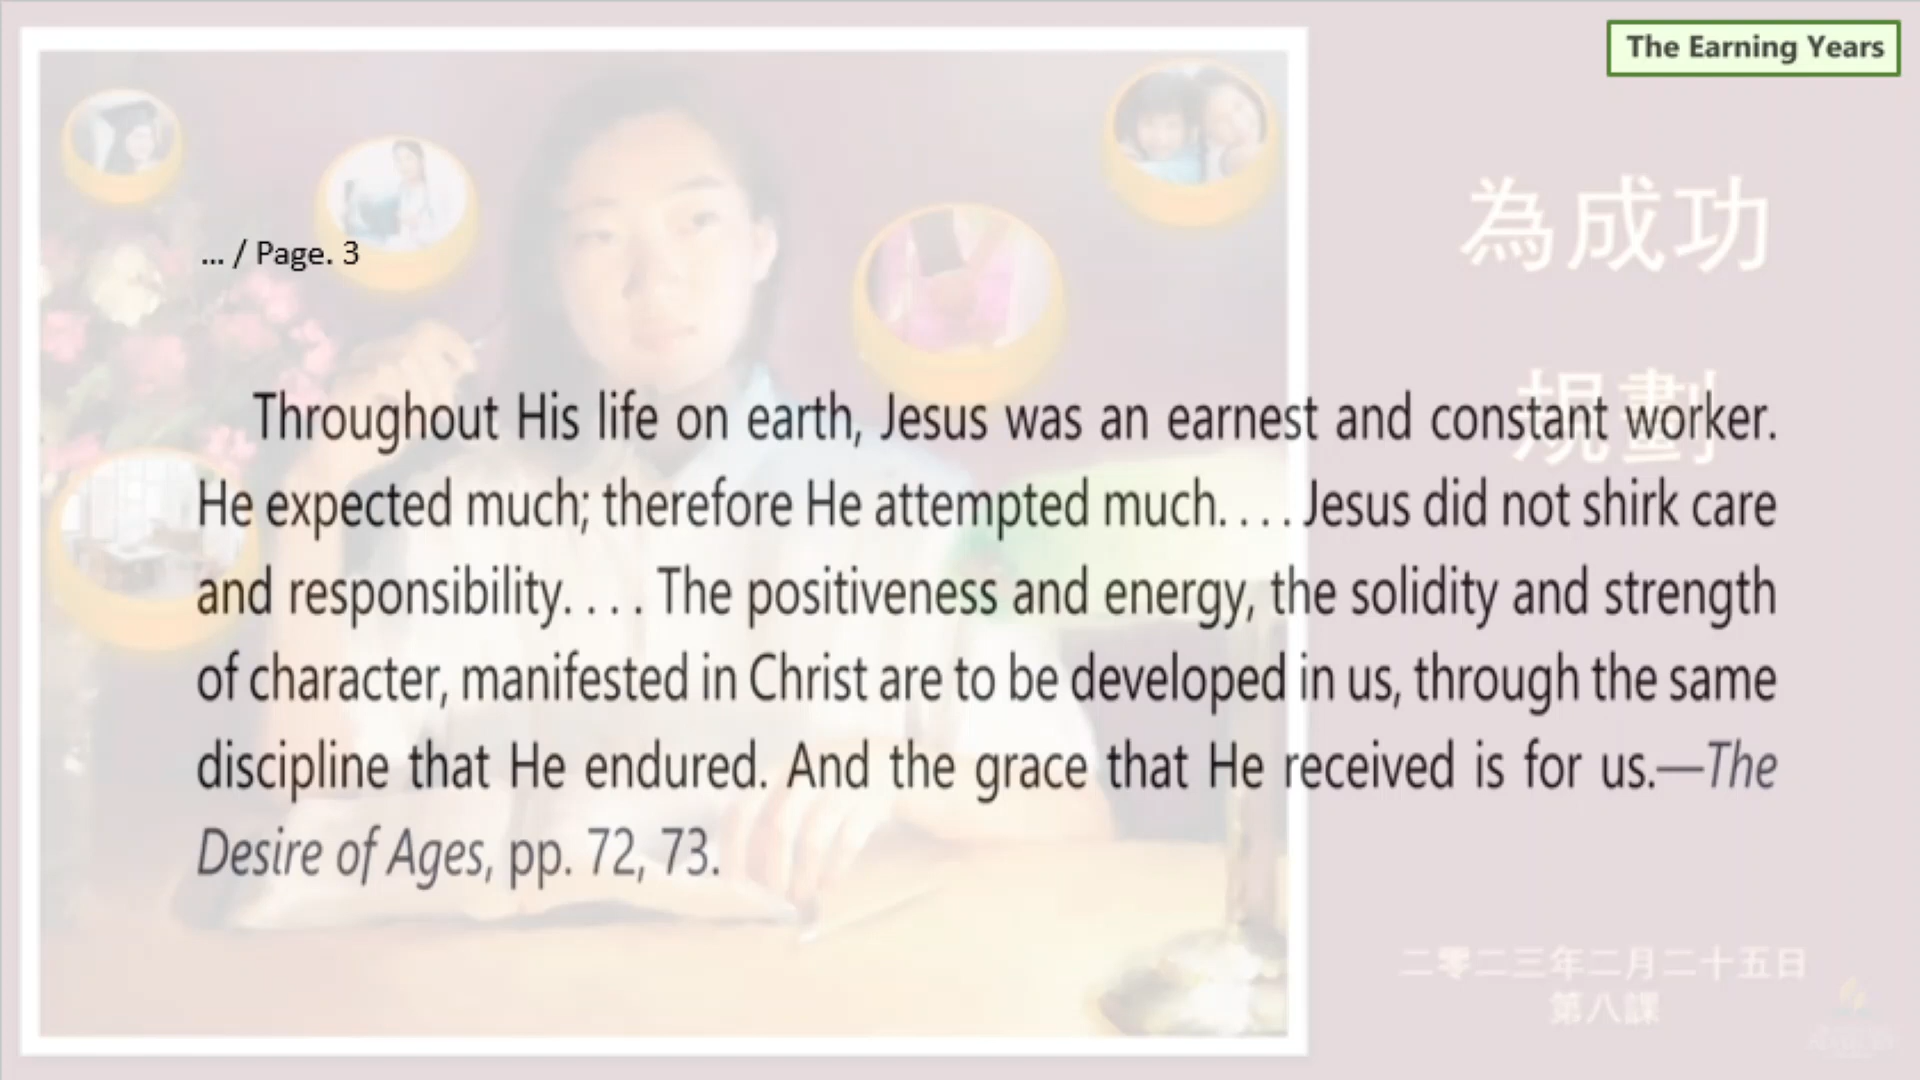 The Earning Years
為成功
規劃
... / Page. 3
Throughout His life on earth, Jesus was an earnest and constant worker.
He expected much; therefore He attempted much. . . . Jesus did not shirk care
and responsibility. . . . The positiveness and energy, the solidity and strength
of character, manifested in Christ are to be developed in us, through the same
discipline that He endured. And the grace that He received is for us.—The
Desire of Ages, pp. 72, 73.
二零二三年二月二十五日
第八課